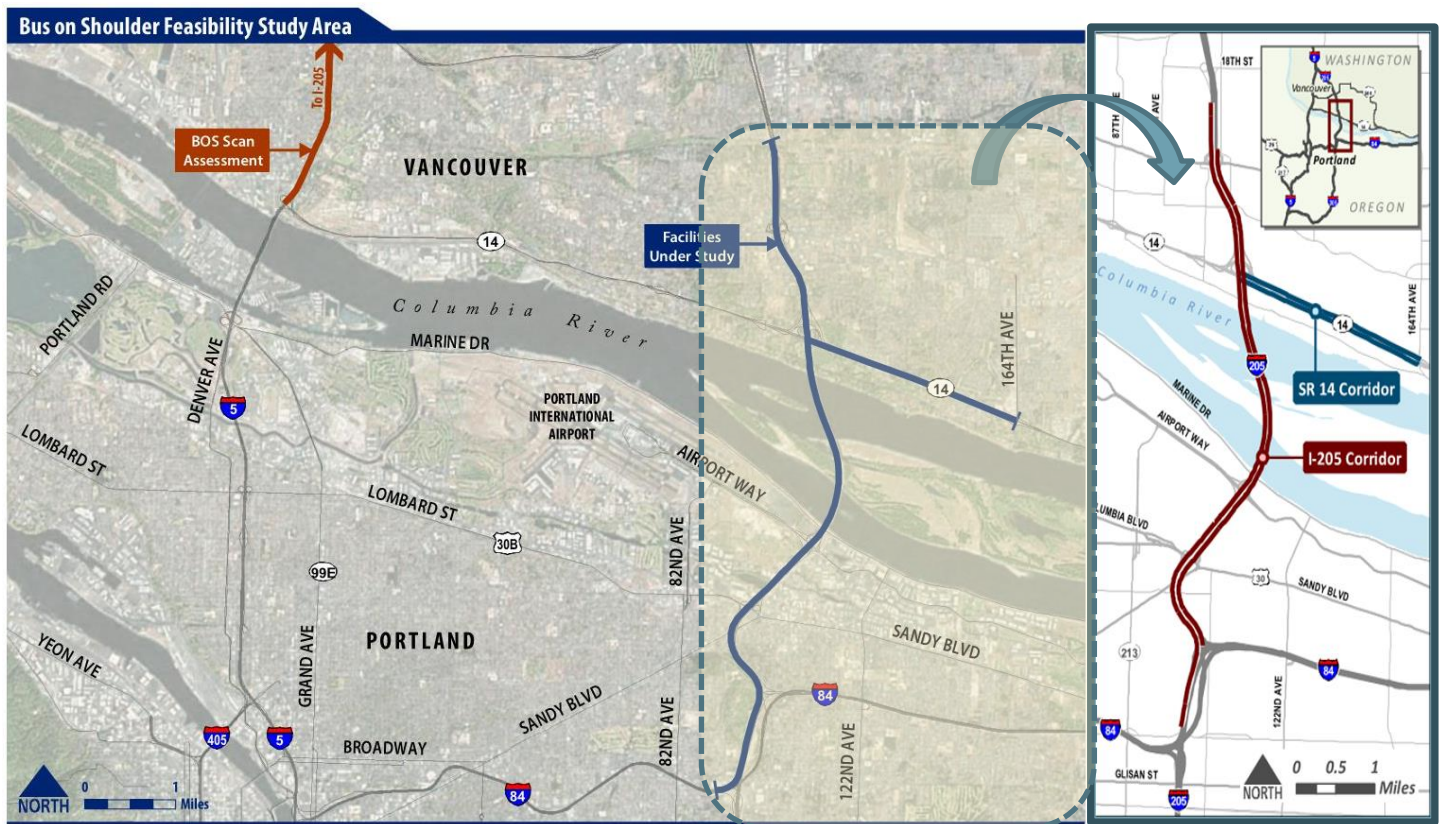 Bus on Shoulder Feasibility Study Area
To I-205
BOS Scan
Assessment
VANCOUVER
14
Facilities
Under Study
PORTLAND RD
Columbia River
MARINE DR
DENVER AVE
5
PORTLAND
INTERNATIONAL
AIRPORT
164TH AVE
14
LOMBARD ST
AIRPORT WAY
LOMBARD ST
30B
82ND AVE
99E
YEON AVE
GRAND AVE
PORTLAND
SANDY BLVD
84
SANDY BLVD
82ND AVE
122ND AVE
405
5
BROADWAY
84
NORTH
0 1
Miles
18TH ST
87TH AVE
AVE
WASHINGTON
Vancouver
Portland
OREGON
5
84
14
164TH AVE
Columbia River
14
205
SR 14 Corridor
MARINE DR
AIRPORT WAY
I-205 Corridor
LUMBIA BLVD
30
SANDY BLVD
213
84
122ND AVE
84
GLISAN ST
205
NORTH
0 0.5 1
Miles